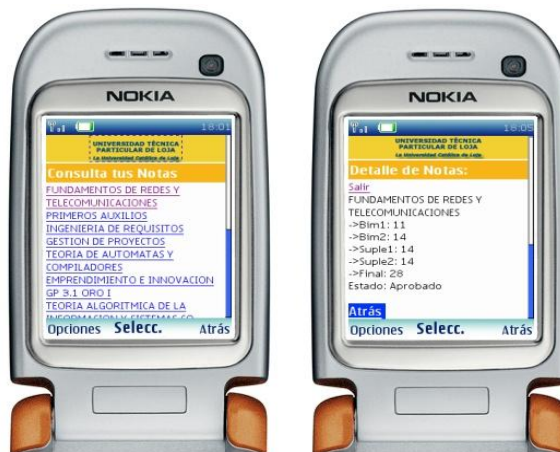 NOKIA
18:01
UNIVERSIDAD TÉCNICA
PARTICULAR DE LOJA
La Universidad Católica de Loja
Consulta tus Notas
FUNDAMENTOS DE REDES Y
TELECOMUNICACIONES
PRIMEROS AUXILIOS
INGENIERIA DE REQUISITOS
GESTION DE PROYECTOS
TEORIA DE AUTOMATAS Y
COMPILADORES
EMPRENDIMIENTO E INNOVACION
GP 3.1 ORO I
TEORIA ALGORITMICA DE LA
INFORMACION Y SISTEMAS CO
Opciones Selecc. Atrás
NOKIA
18:05
UNIVERSIDAD TÉCNICA
PARTICULAR DE LOJA
La Universidad Católica de Loja
Detalle de Notas:
Salir
FUNDAMENTOS DE REDES Y
TELECOMUNICACIONES
->Bim1: 11
->Bim2: 14
->Suple1: 14
->Suple2: 14
->Final: 28
Estado: Aprobado
Atrás
Opciones Selecc. Atrás